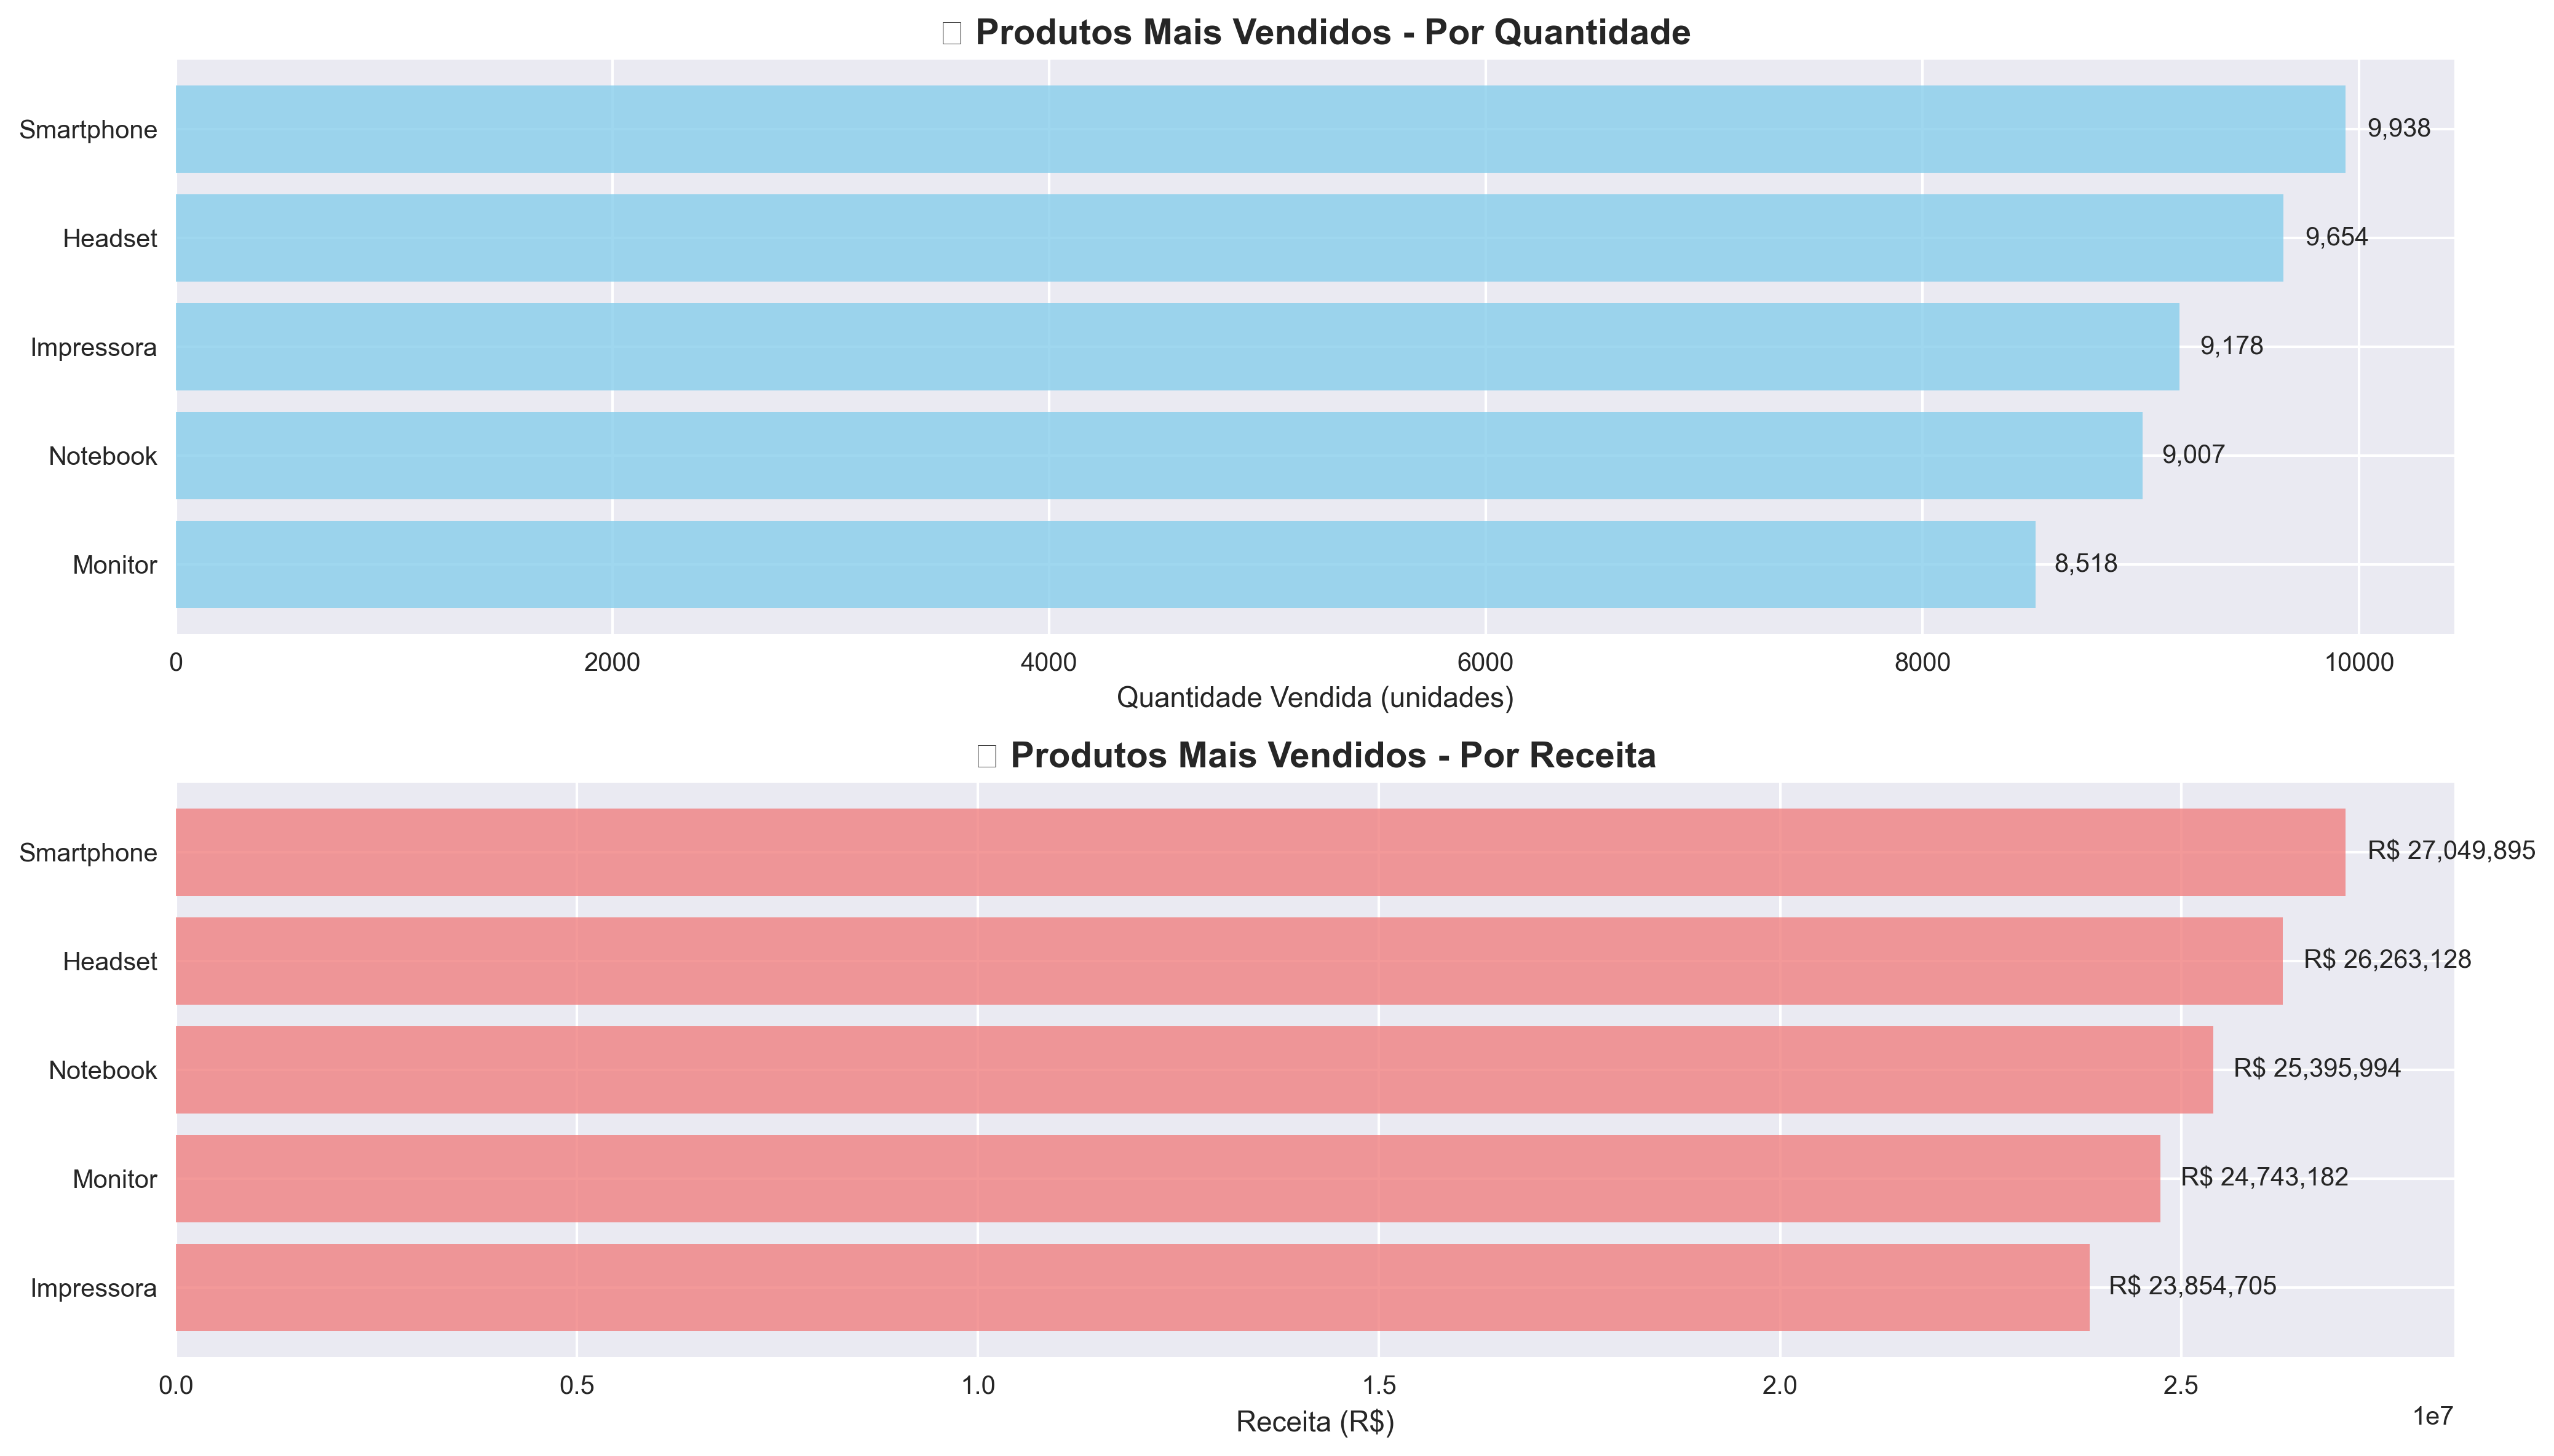 Produtos Mais Vendidos - Por Quantidade
Smartphone 9,938
Headset 9,654
Impressora 9,178
Notebook 9,007
Monitor 8,518
0 2000 4000 6000 8000 10000
Quantidade Vendida (unidades)
Produtos Mais Vendidos - Por Receita
Smartphone R$ 27,049,895
Headset R$ 26,263,128
Notebook R$ 25,395,994
Monitor R$ 24,743,182
Impressora R$ 23,854,705
0.0 0.5 1.0 1.5 2.0 2.5
1e7
Receita (R$)